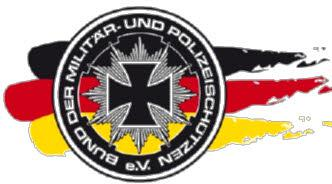 BUND DER MILITÄR- UND POLIZEISCHÜTZEN
e.V.